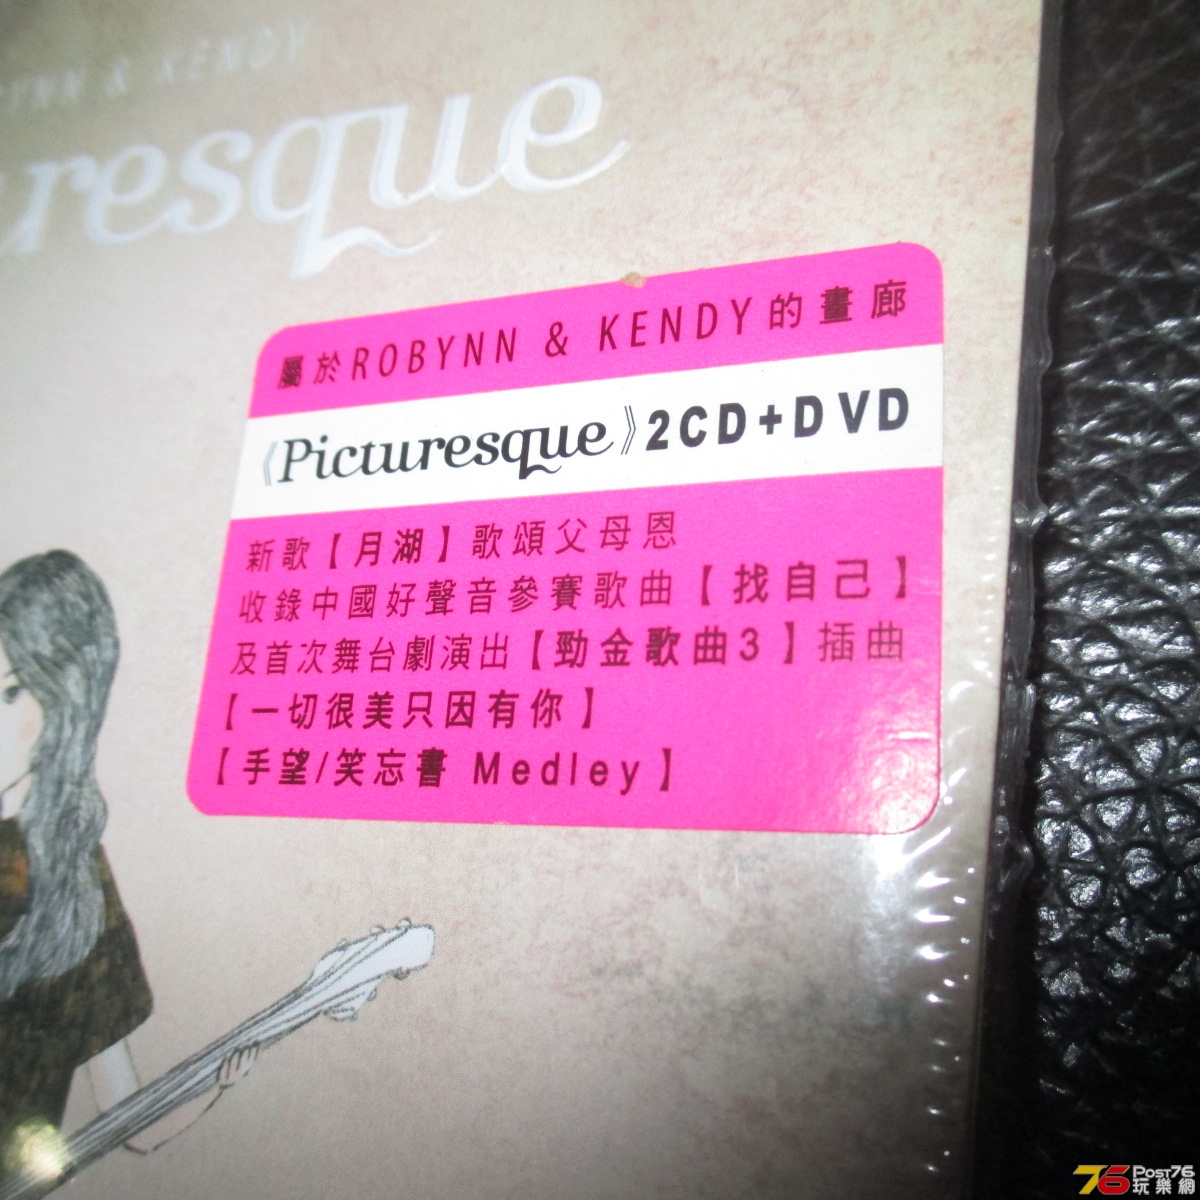 & KENDY
resque
屬於ROBYNN & KENDY的畫廊
《Picturesque》2CD+DVD
新歌【月湖】歌頌父母恩
收錄中國好聲音參賽歌曲【找自己】
及首次舞台劇演出【勁金歌曲3】插曲
【一切很美只因有你】
【手望/笑忘書 Medley】
76 Post76
玩樂網